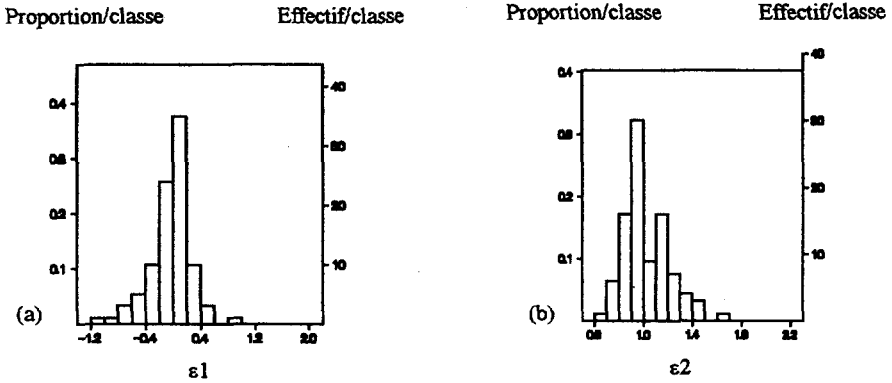 Proportion/classe Effectif/classe Proportion/classe Effectif/classe
0.4 40 0.4 40
0.3 30 0.3 30
0.2 20 0.2 20
0.1 10 0.1 10
(a) (b)
-1.2 -0.4 0.4 1.2 2.0 0.6 1.0 1.4 1.8 2.2
ε1 ε2